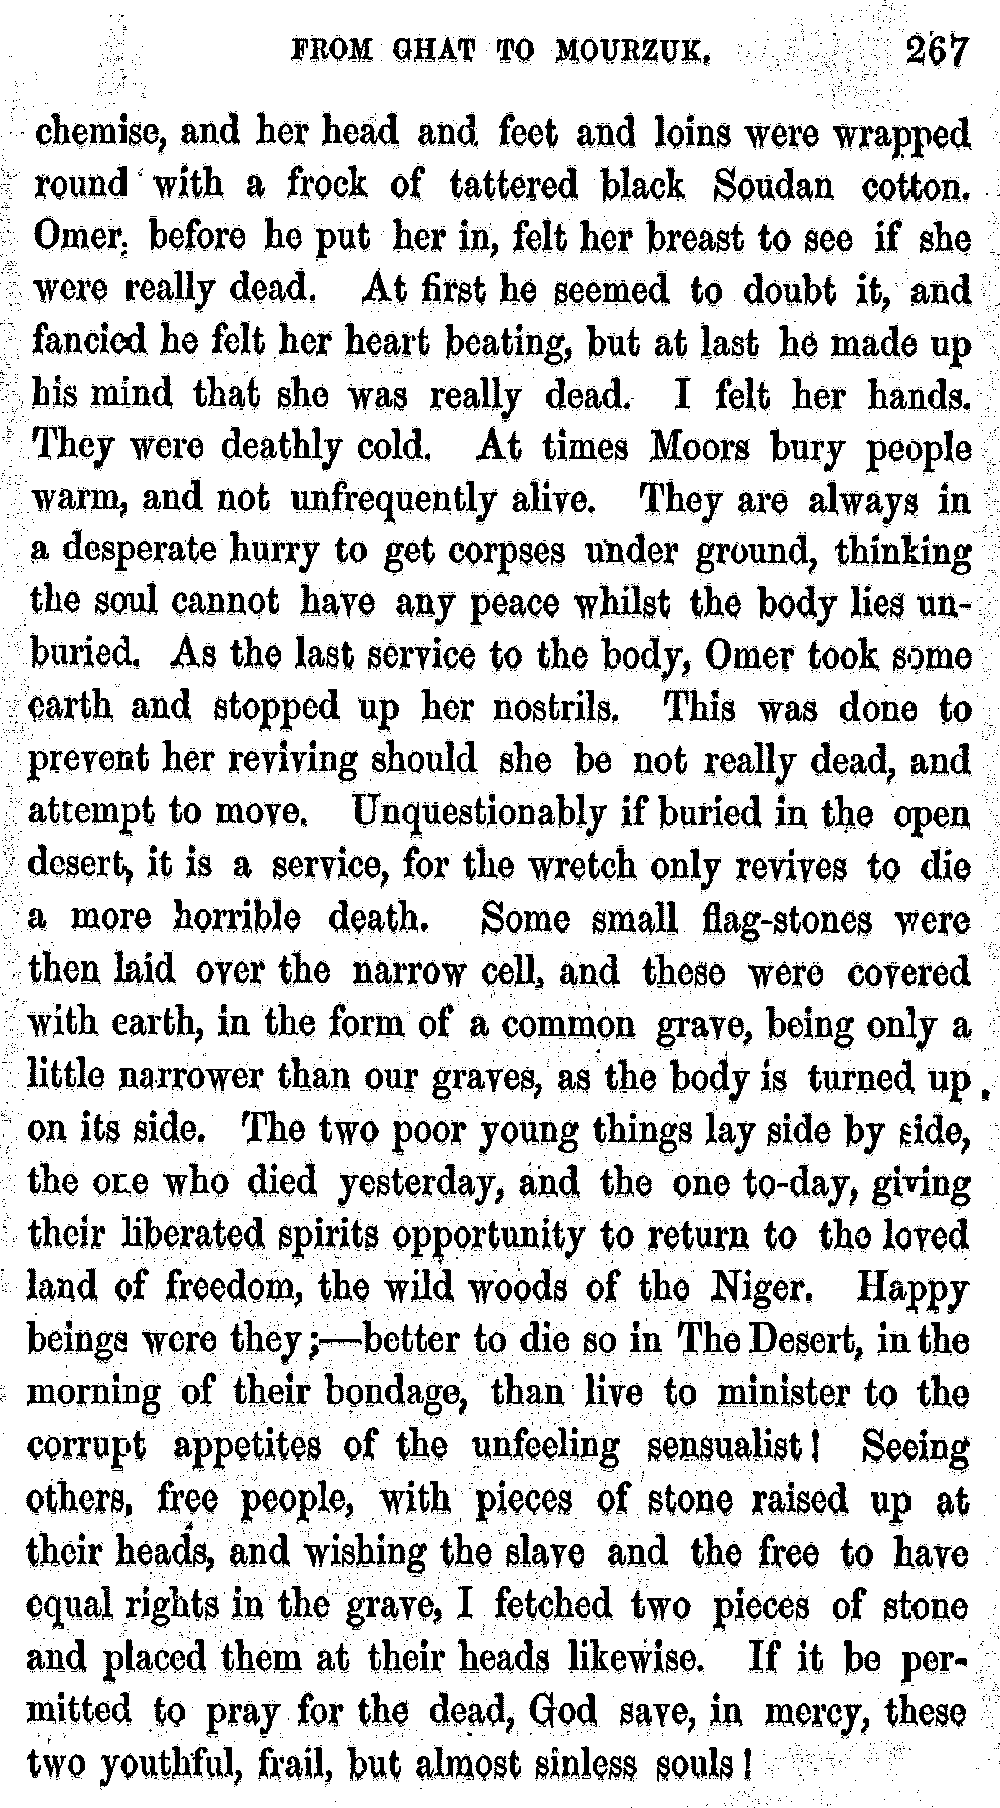 FROM GHAT TO MOURZUK. 267
chemise, and her head and feet and loins were wrapped
round with a frock of tattered black Soudan cotton.
Omer, before he put her in, felt her breast to see if she
were really dead. At first he seemed to doubt it, and
fancied he felt her heart beating, but at last he made up
his mind that she was really dead. I felt her hands.
They were deathly cold. At times Moors bury people
warm, and not unfrequently alive. They are always in
a desperate hurry to get corpses under ground, thinking
the soul cannot have any peace whilst the body lies un-
buried. As the last service to the body, Omer took some
earth and stopped up her nostrils. This was done to
prevent her reviving should she be not really dead, and
attempt to move. Unquestionably if buried in the open
desert, it is a service, for the wretch only revives to die
a more horrible death. Some small flag-stones were
then laid over the narrow cell, and these were covered
with earth, in the form of a common grave, being only a
little narrower than our graves, as the body is turned up
on its side. The two poor young things lay side by side,
the one who died yesterday, and the one to-day, giving
their liberated spirits opportunity to return to the loved
land of freedom, the wild woods of the Niger. Happy
beings were they;—better to die so in The Desert, in the
morning of their bondage, than live to minister to the
corrupt appetites of the unfeeling sensualist! Seeing
others, free people, with pieces of stone raised up at
their heads, and wishing the slave and the free to have
equal rights in the grave, I fetched two pieces of stone
and placed them at their heads likewise. If it be per-
mitted to pray for the dead, God save, in mercy, these
two youthful, frail, but almost sinless souls!